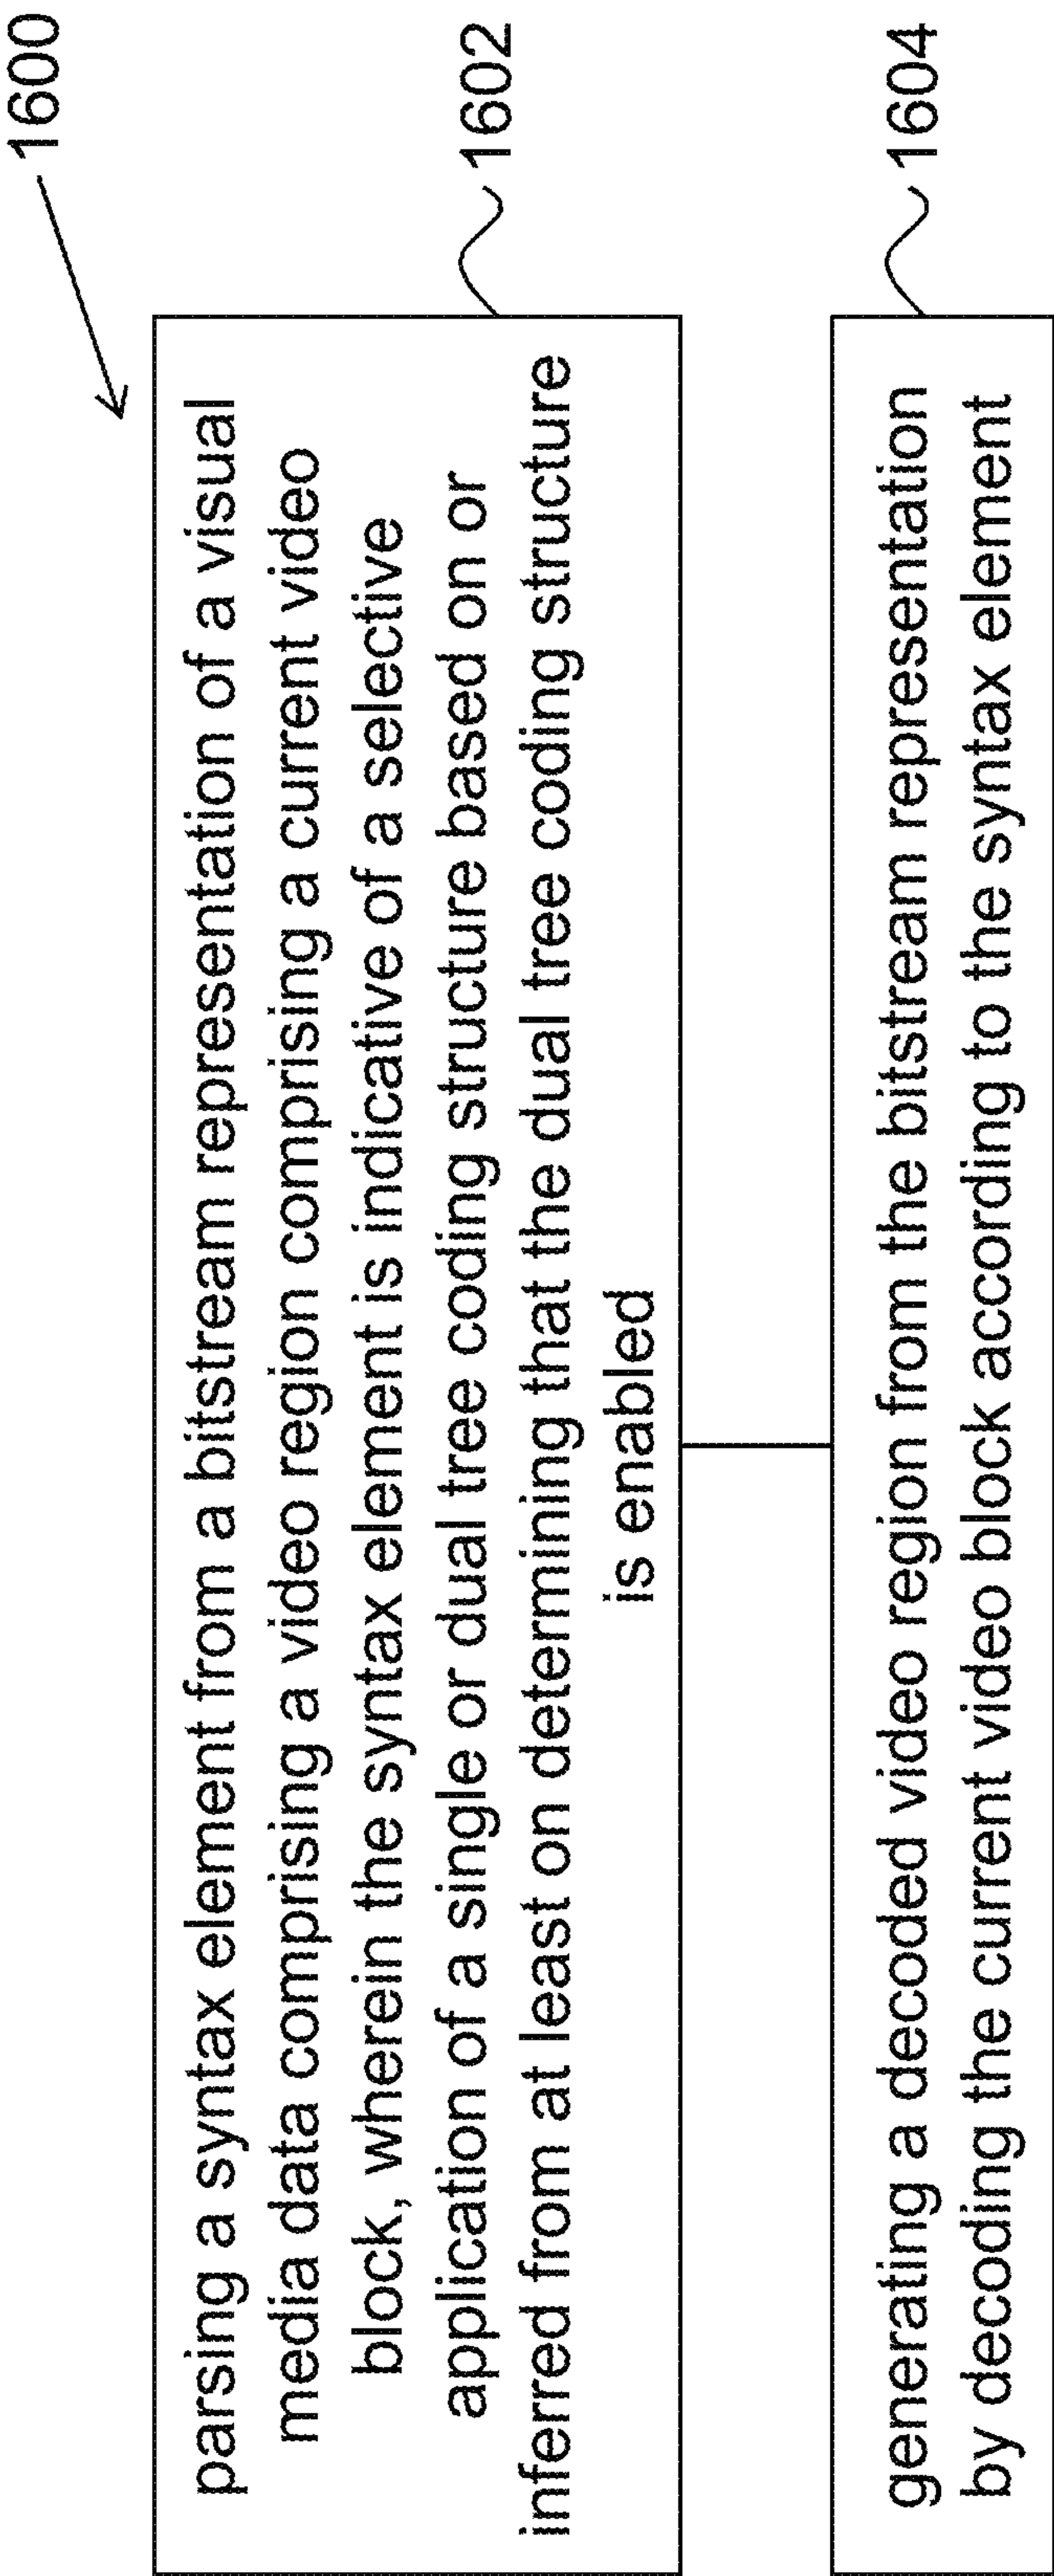 1600
parsing a syntax element from a bitstream representation of a visual
media data comprising a video region comprising a current video
block, wherein the syntax element is indicative of a selective
application of a single or dual tree coding structure based on or
inferred from at least on determining that the dual tree coding structure
is enabled
1602
generating a decoded video region from the bitstream representation
by decoding the current video block according to the syntax element
1604